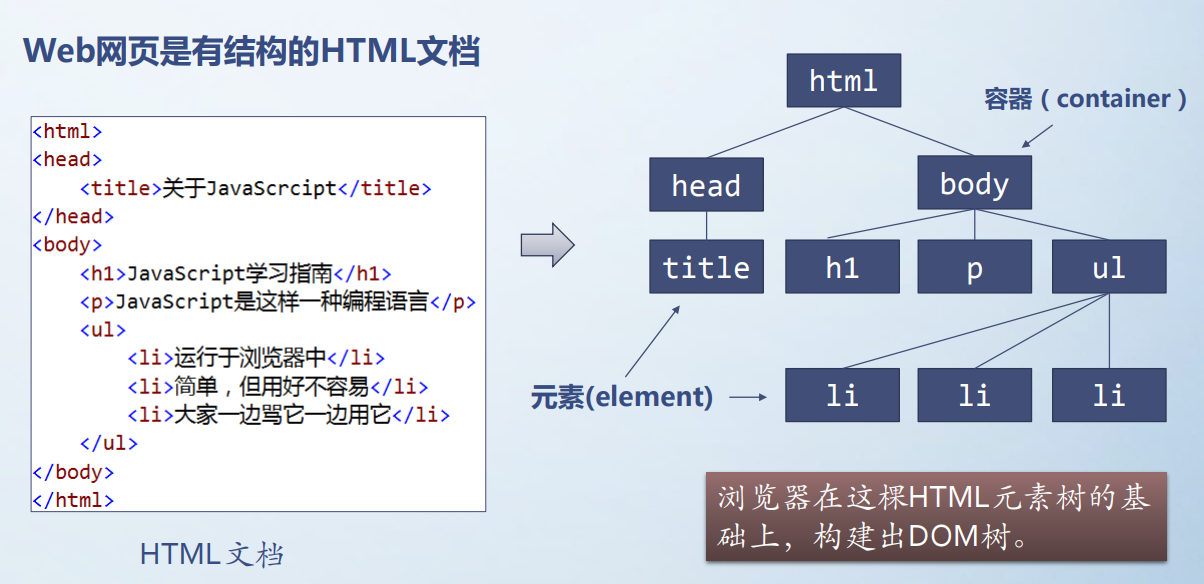 Web网页是有结构的HTML文档
<html>
<head>
<title>关于JavaScrcipt</title>
</head>
<body>
<h1>JavaScript学习指南</h1>
<p>JavaScript是这样一种编程语言</p>
<ul>
<li>运行于浏览器中</li>
<li>简单，但用好不容易</li>
<li>大家一边骂它一边用它</li>
</ul>
</body>
</html>
HTML文档
html
容器（container）
head
body
title
h1
p
ul
元素(element)
li
li
li
浏览器在这棵HTML元素树的基
础上，构建出DOM树。